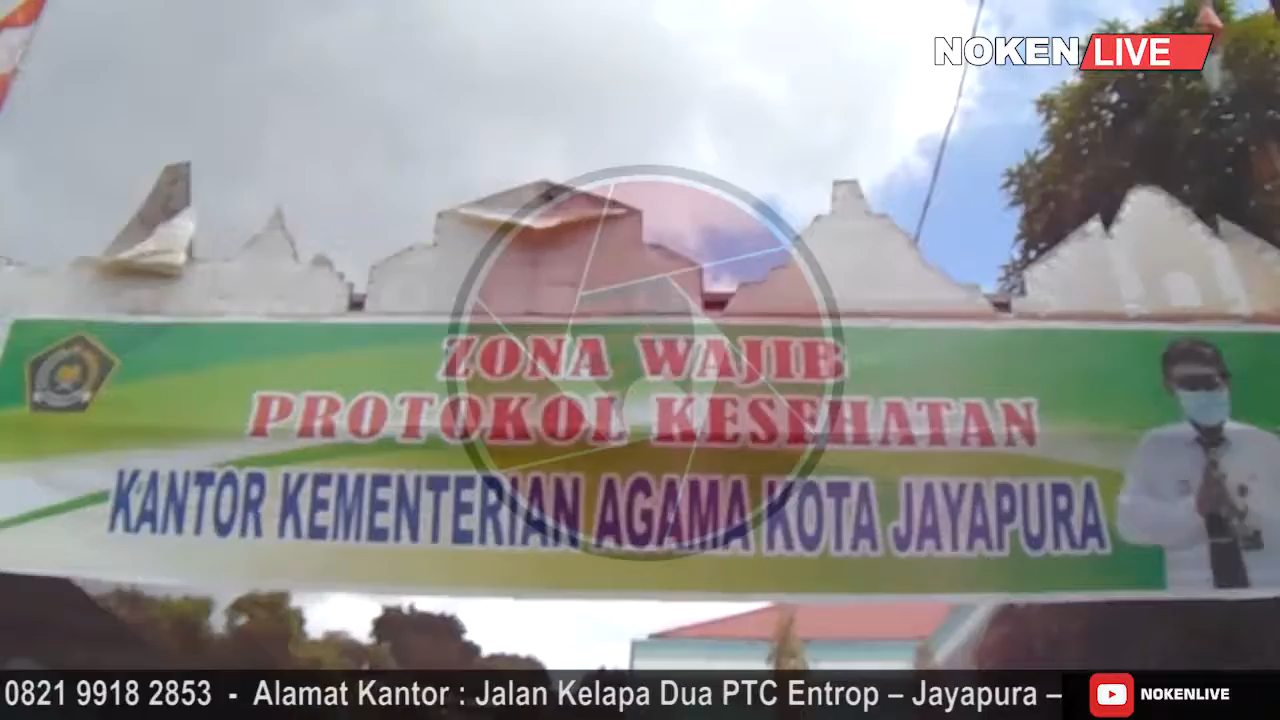 NOKEN LIVE
ZONA WAJIB
PROTOKOL KESEHATAN
KANTOR KEMENTERIAN AGAMA KOTA JAYAPURA
0821 9918 2853 - Alamat Kantor : Jalan Kelapa Dua PTC Entrop – Jayapura –
NOKENLIVE